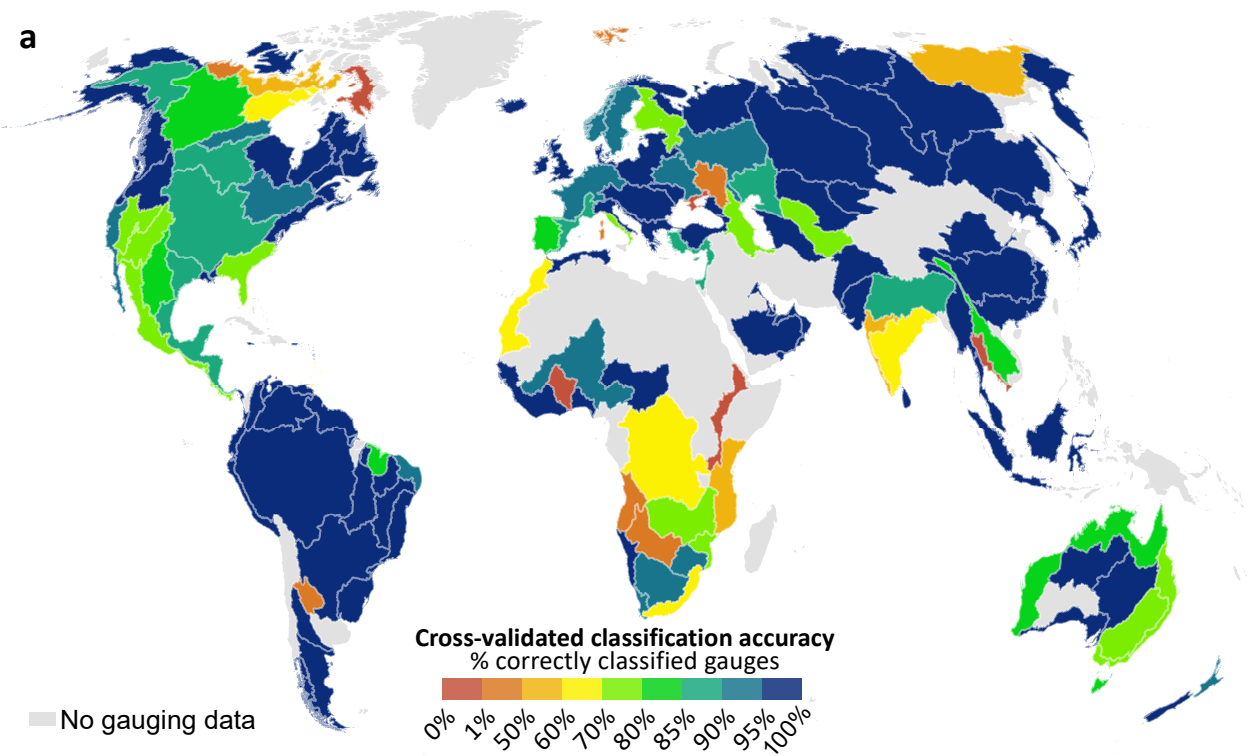 a
Cross-validated classification accuracy
% correctly classified gauges
0% 1% 50% 60% 70% 80% 85% 90% 95% 100%
No gauging data